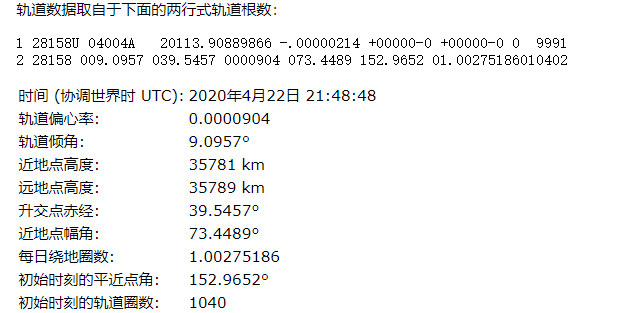 轨道数据取自于下面的两行式轨道根数:
1 28158U 04004A   20113.90889866 -.00000214 +00000-0 +00000-0 0  9991
2 28158 009.0957 039.5457 0000904 073.4489 152.9652 01.00275186010402
时间 (协调世界时 UTC): 2020年4月22日 21:48:48
轨道偏心率: 0.0000904
轨道倾角: 9.0957°
近地点高度: 35781 km
远地点高度: 35789 km
升交点赤经: 39.5457°
近地点幅角: 73.4489°
每日绕地圈数: 1.00275186
初始时刻的平近点角: 152.9652°
初始时刻的轨道圈数: 1040